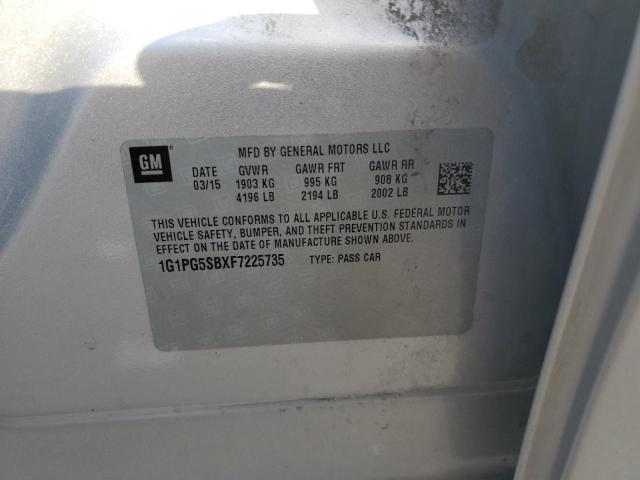 GM
MFD BY GENERAL MOTORS LLC
DATE GVWR GAWR FRT GAWR RR
03/15 1903 KG 995 KG 908 KG
4196 LB 2194 LB 2002 LB
THIS VEHICLE CONFORMS TO ALL APPLICABLE U.S. FEDERAL MOTOR
VEHICLE SAFETY, BUMPER, AND THEFT PREVENTION STANDARDS IN
EFFECT ON THE DATE OF MANUFACTURE SHOWN ABOVE.
1G1PG5SBXF7225735 TYPE: PASS CAR